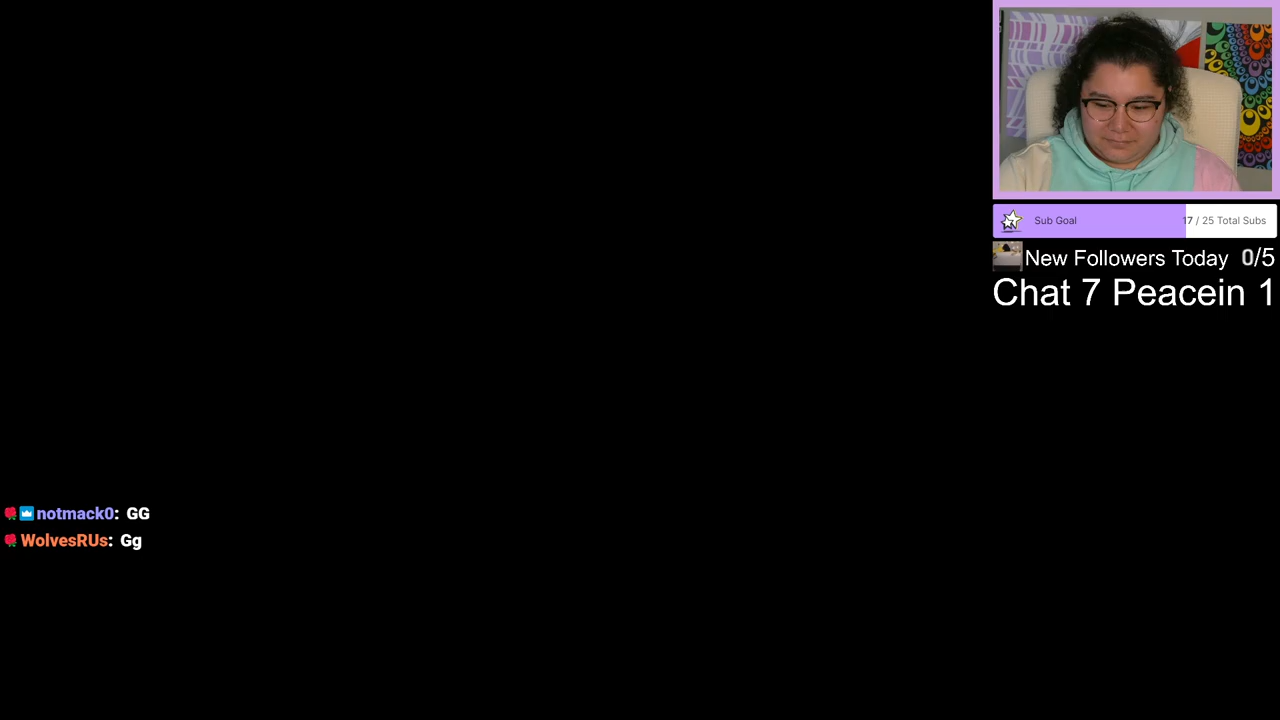 Sub Goal 17 / 25 Total Subs
New Followers Today 0/5
Chat 7 Peacein 1
notmack0: GG
WolvesRUs: Gg